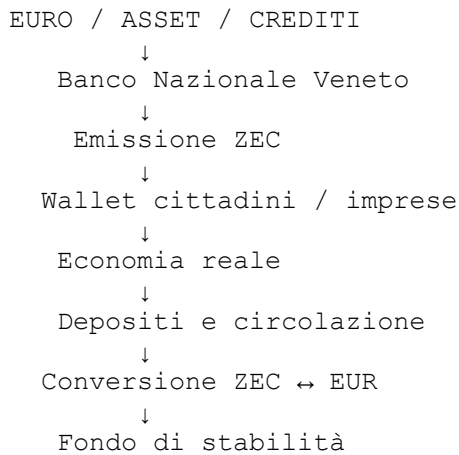 EURO / ASSET / CREDITI
↓
Banco Nazionale Veneto
↓
Emissione ZEC
↓
Wallet cittadini / imprese
↓
Economia reale
↓
Depositi e circolazione
↓
Conversione ZEC ↔ EUR
↓
Fondo di stabilità